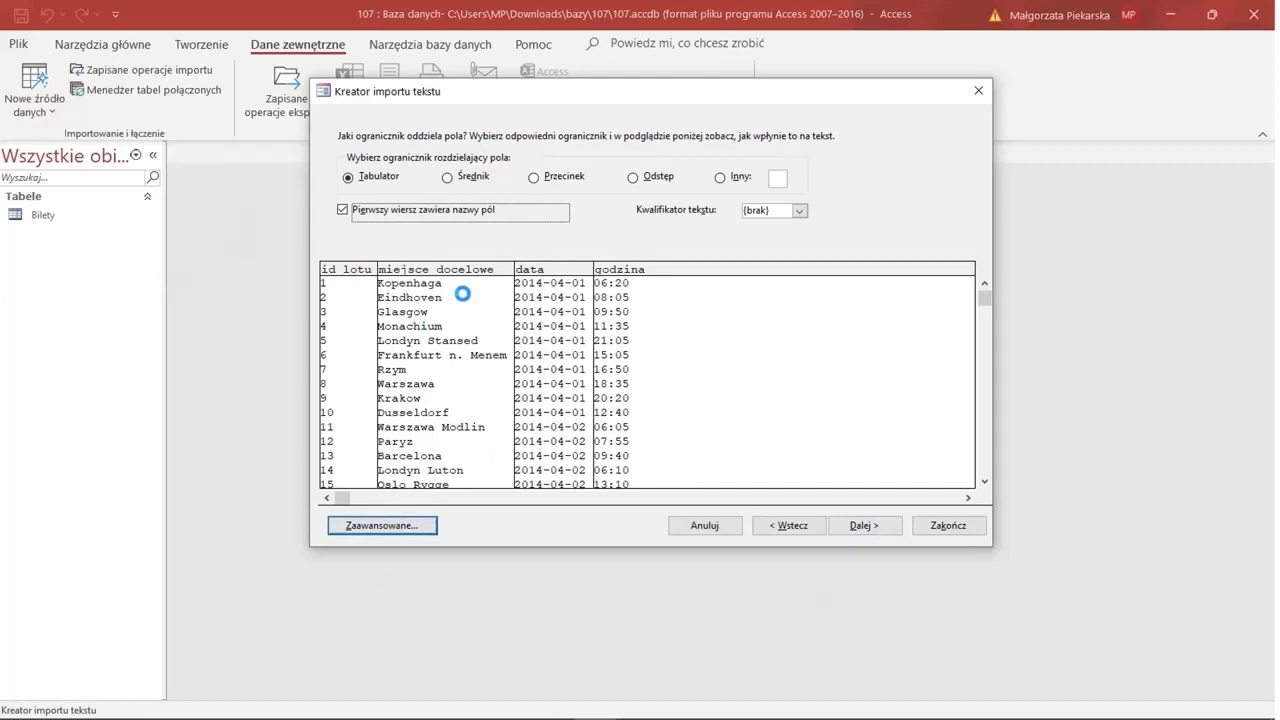 107 : Baza danych- C:\Users\MP\Downloads\bazy\107\107.accdb (format pliku programu Access 2007–2016) - Access
Małgorzata Piekarska MP
Plik Narzędzia główne Tworzenie Dane zewnętrzne Narzędzia bazy danych Pomoc Powiedz mi, co chcesz zrobić
Nowe źródło
danych
Zapisane operacje importu
Menedżer tabel połączonych
Importowanie i łączenie
Zapisane
operacje eksp
Access
Wszystkie obi...
Wyszukaj...
Tabele
Bilety
Kreator importu tekstu
Jaki ogranicznik oddziela pola? Wybierz odpowiedni ogranicznik i w podglądzie poniżej zobacz, jak wpłynie to na tekst.
Wybierz ogranicznik rozdzielający pola:
Tabulator Średnik Przecinek Odstęp Inny:
Pierwszy wiersz zawiera nazwy pól
Kwalifikator tekstu: {brak}
id lotu miejsce docelowe data godzina
1 Kopenhaga 2014-04-01 06:20
2 Eindhoven 2014-04-01 08:05
3 Glasgow 2014-04-01 09:50
4 Monachium 2014-04-01 11:35
5 Londyn Stansed 2014-04-01 21:05
6 Frankfurt n. Menem 2014-04-01 15:05
7 Rzym 2014-04-01 16:50
8 Warszawa 2014-04-01 18:35
9 Krakow 2014-04-01 20:20
10 Dusseldorf 2014-04-01 12:40
11 Warszawa Modlin 2014-04-02 06:05
12 Paryz 2014-04-02 07:55
13 Barcelona 2014-04-02 09:40
14 Londyn Luton 2014-04-02 06:10
15 Oslo Rygge 2014-04-02 13:10
Zaawansowane... Anuluj < Wstecz Dalej > Zakończ
Kreator importu tekstu